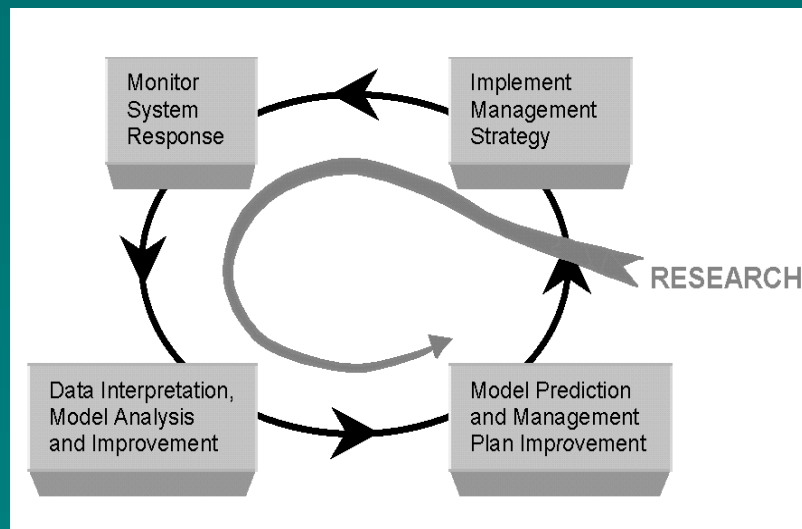 Monitor
System
Response
Implement
Management
Strategy
RESEARCH
Data Interpretation,
Model Analysis
and Improvement
Model Prediction
and Management
Plan Improvement